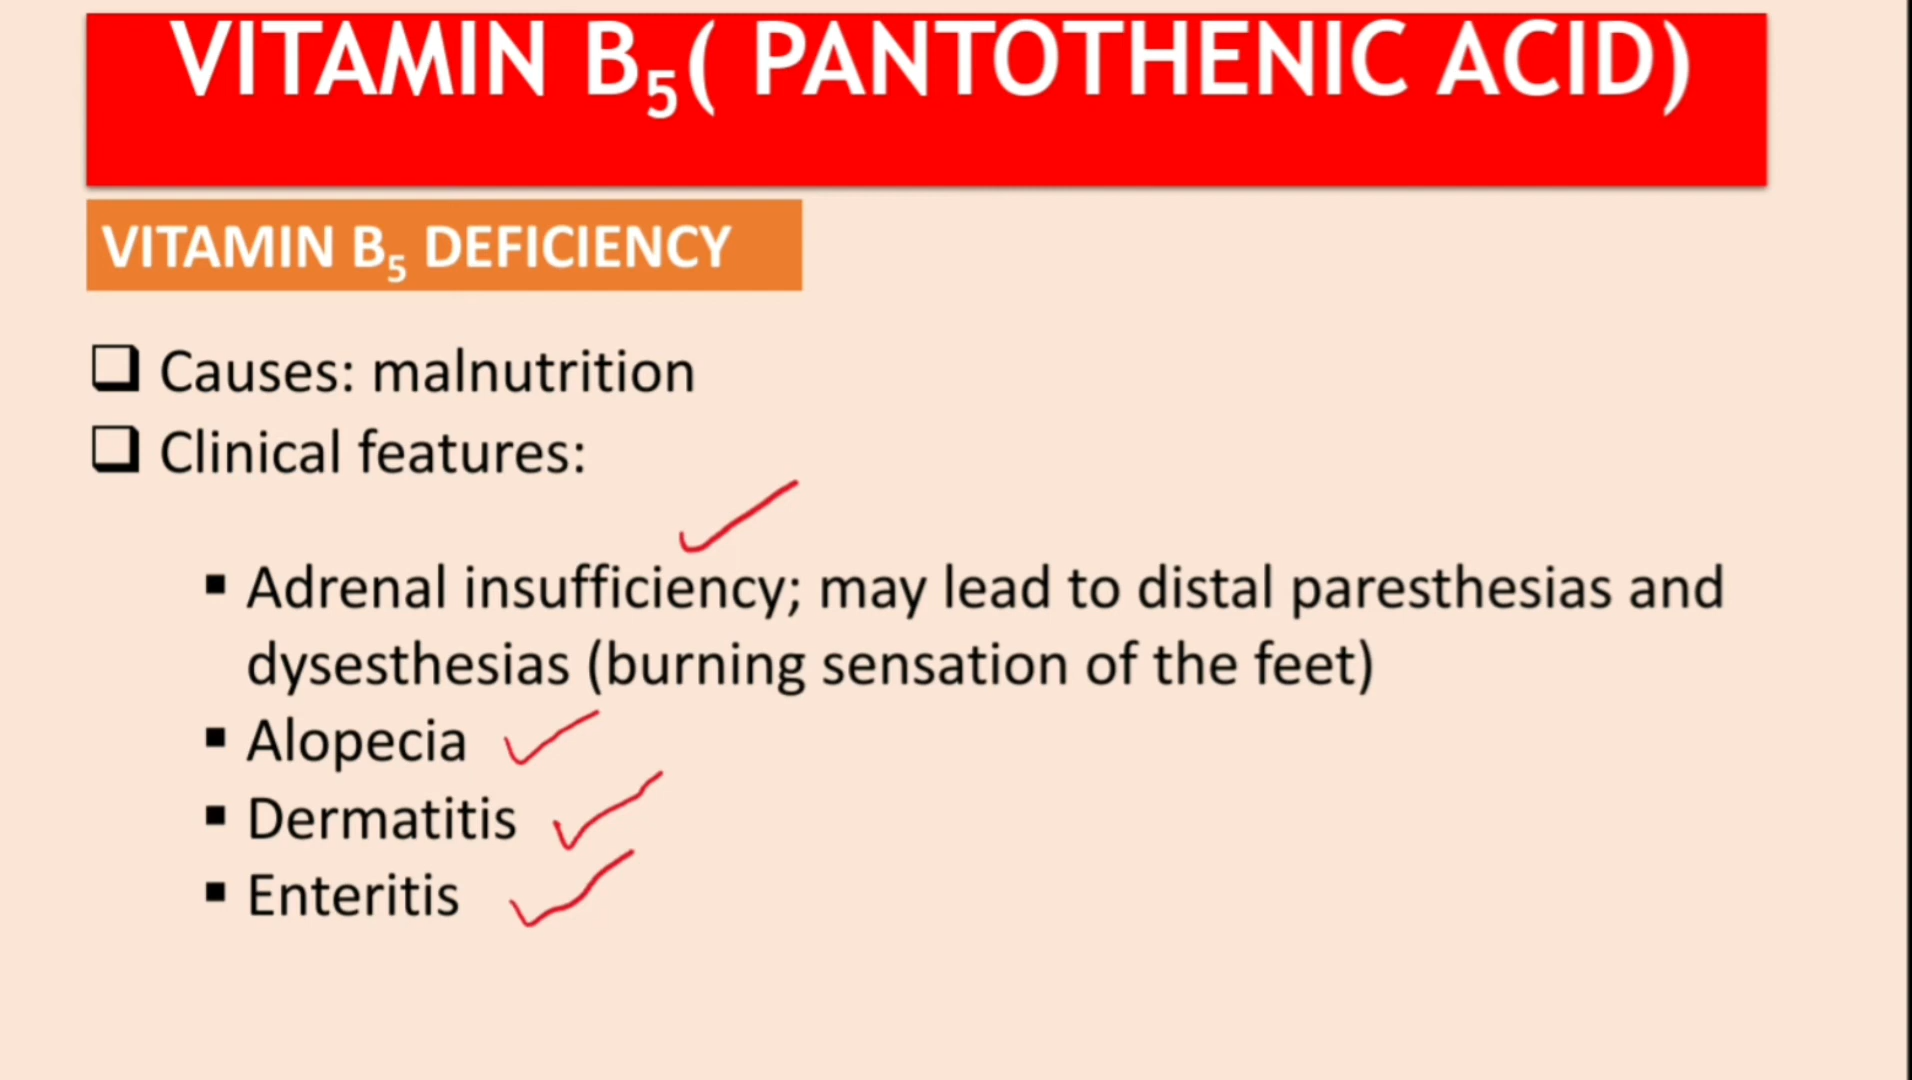 VITAMIN B5( PANTOTHENIC ACID)
VITAMIN B5 DEFICIENCY
Causes: malnutrition
Clinical features:
Adrenal insufficiency; may lead to distal paresthesias and
dysesthesias (burning sensation of the feet)
Alopecia
Dermatitis
Enteritis